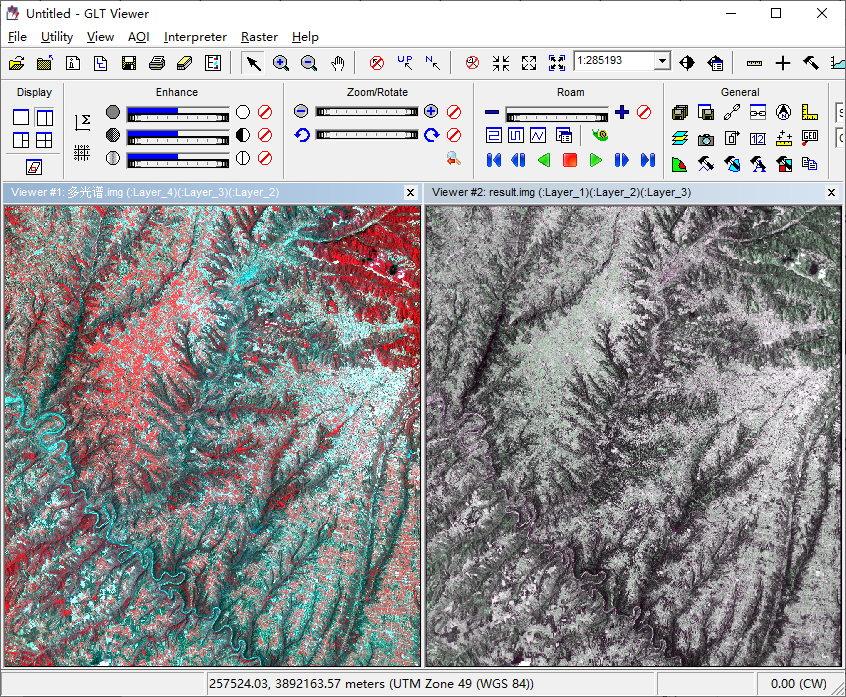 Untitled - GLT Viewer
File Utility View AOI Interpreter Raster Help
UP N 1:285193
Display Enhance Zoom/Rotate Roam General
Viewer #1: 多光谱.img (:Layer_4)(:Layer_3)(:Layer_2) x
Viewer #2: result.img (:Layer_1)(:Layer_2)(:Layer_3) x
257524.03, 3892163.57 meters (UTM Zone 49 (WGS 84))
0.00 (CW)